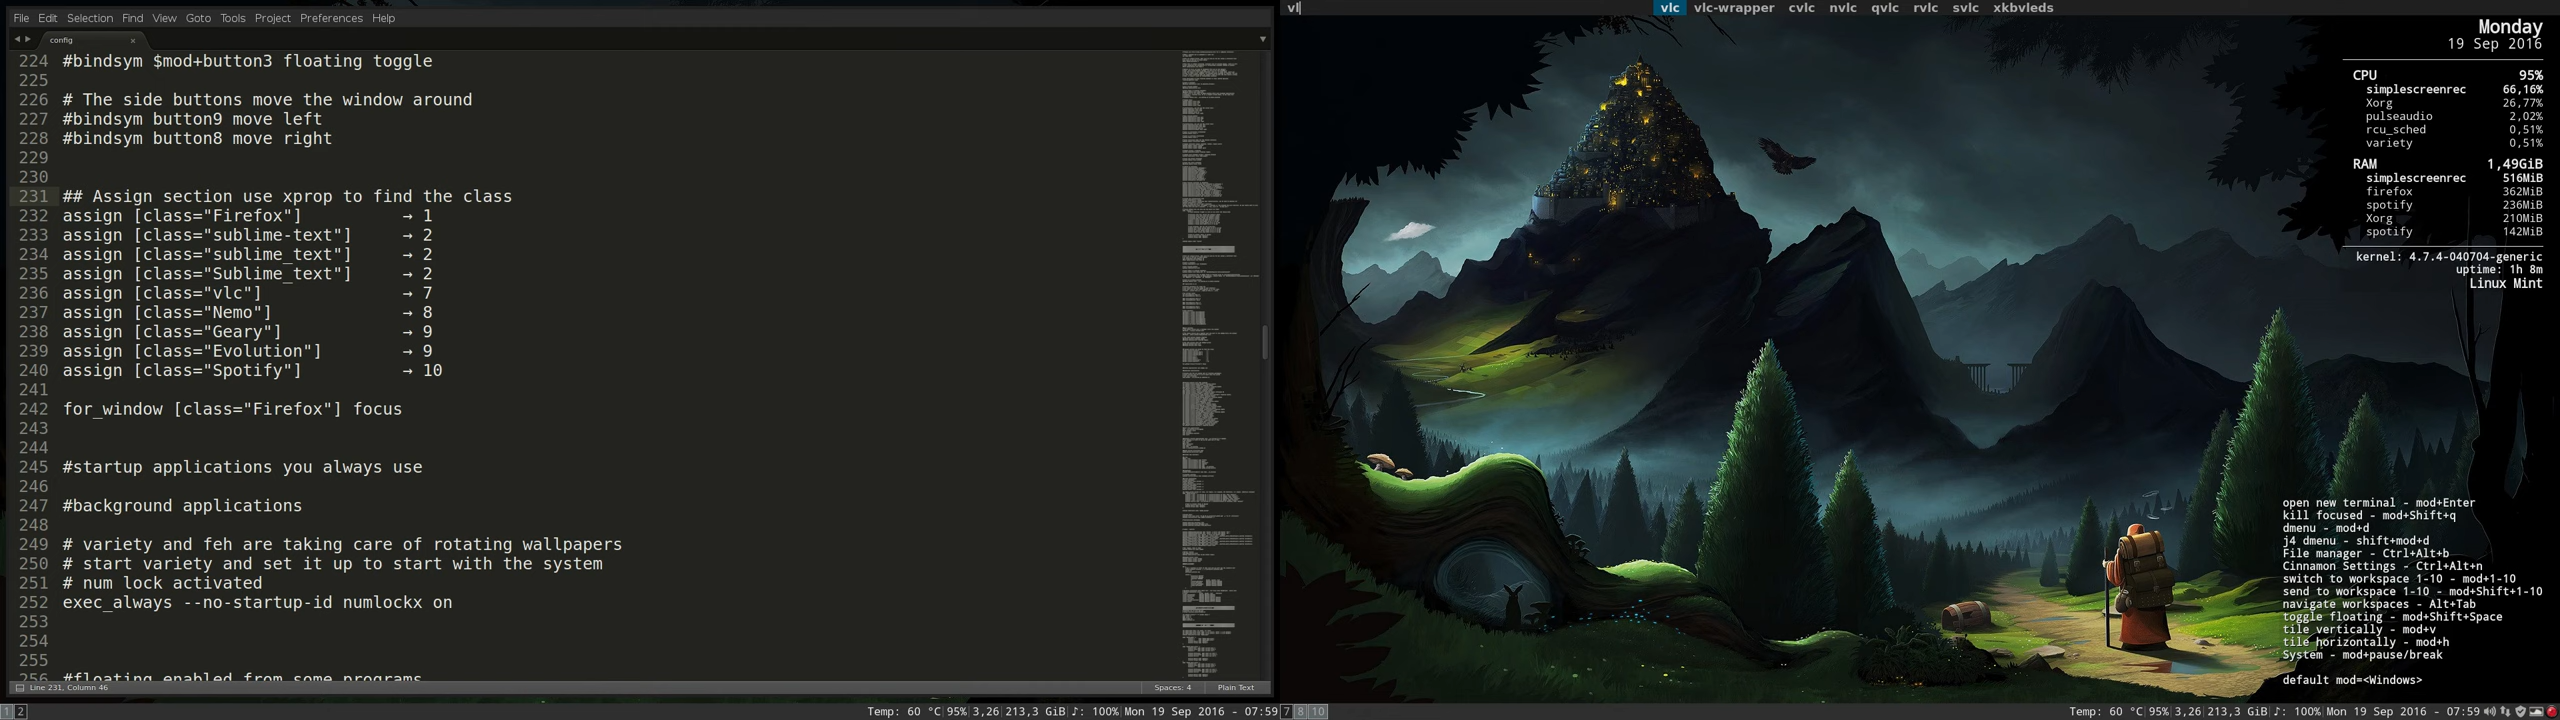 File Edit Selection Find View Goto Tools Project Preferences Help
config
224 #bindsym $mod+button3 floating toggle
225
226 # The side buttons move the window around
227 #bindsym button9 move left
228 #bindsym button8 move right
229
230
231 ## Assign section use xprop to find the class
232 assign [class="Firefox"] → 1
233 assign [class="sublime-text"] → 2
234 assign [class="sublime_text"] → 2
235 assign [class="Sublime_text"] → 2
236 assign [class="vlc"] → 7
237 assign [class="Nemo"] → 8
238 assign [class="Geary"] → 9
239 assign [class="Evolution"] → 9
240 assign [class="Spotify"] → 10
241
242 for_window [class="Firefox"] focus
243
244
245 #startup applications you always use
246
247 #background applications
248
249 # variety and feh are taking care of rotating wallpapers
250 # start variety and set it up to start with the system
251 # num lock activated
252 exec_always --no-startup-id numlockx on
253
254
255
256 #floating enabled from some programs
Line 231, Column 46 Spaces: 4 Plain Text
1 2 Temp: 60 °C 95% 3,26 213,3 GiB ♪: 100% Mon 19 Sep 2016 - 07:59
vl vlc vlc-wrapper cvlc nvlc qvlc rvlc svlc xkbvleds
Monday
19 Sep 2016
CPU 95%
simplescreenrec 66,16%
Xorg 26,77%
pulseaudio 2,02%
rcu_sched 0,51%
variety 0,51%
RAM 1,49GiB
simplescreenrec 516MiB
firefox 362MiB
spotify 236MiB
Xorg 210MiB
spotify 142MiB
kernel: 4.7.4-040704-generic
uptime: 1h 8m
Linux Mint
open new terminal - mod+Enter
kill focused - mod+Shift+q
dmenu - mod+d
j4 dmenu - shift+mod+d
File manager - Ctrl+Alt+b
Cinnamon Settings - Ctrl+Alt+n
switch to workspace 1-10 - mod+1-10
send to workspace 1-10 - mod+Shift+1-10
navigate workspaces - Alt+Tab
toggle floating - mod+Shift+Space
tile vertically - mod+v
tile horizontally - mod+h
System - mod+pause/break
default mod=<Windows>
7 8 10 Temp: 60 °C 95% 3,26 213,3 GiB ♪: 100% Mon 19 Sep 2016 - 07:59